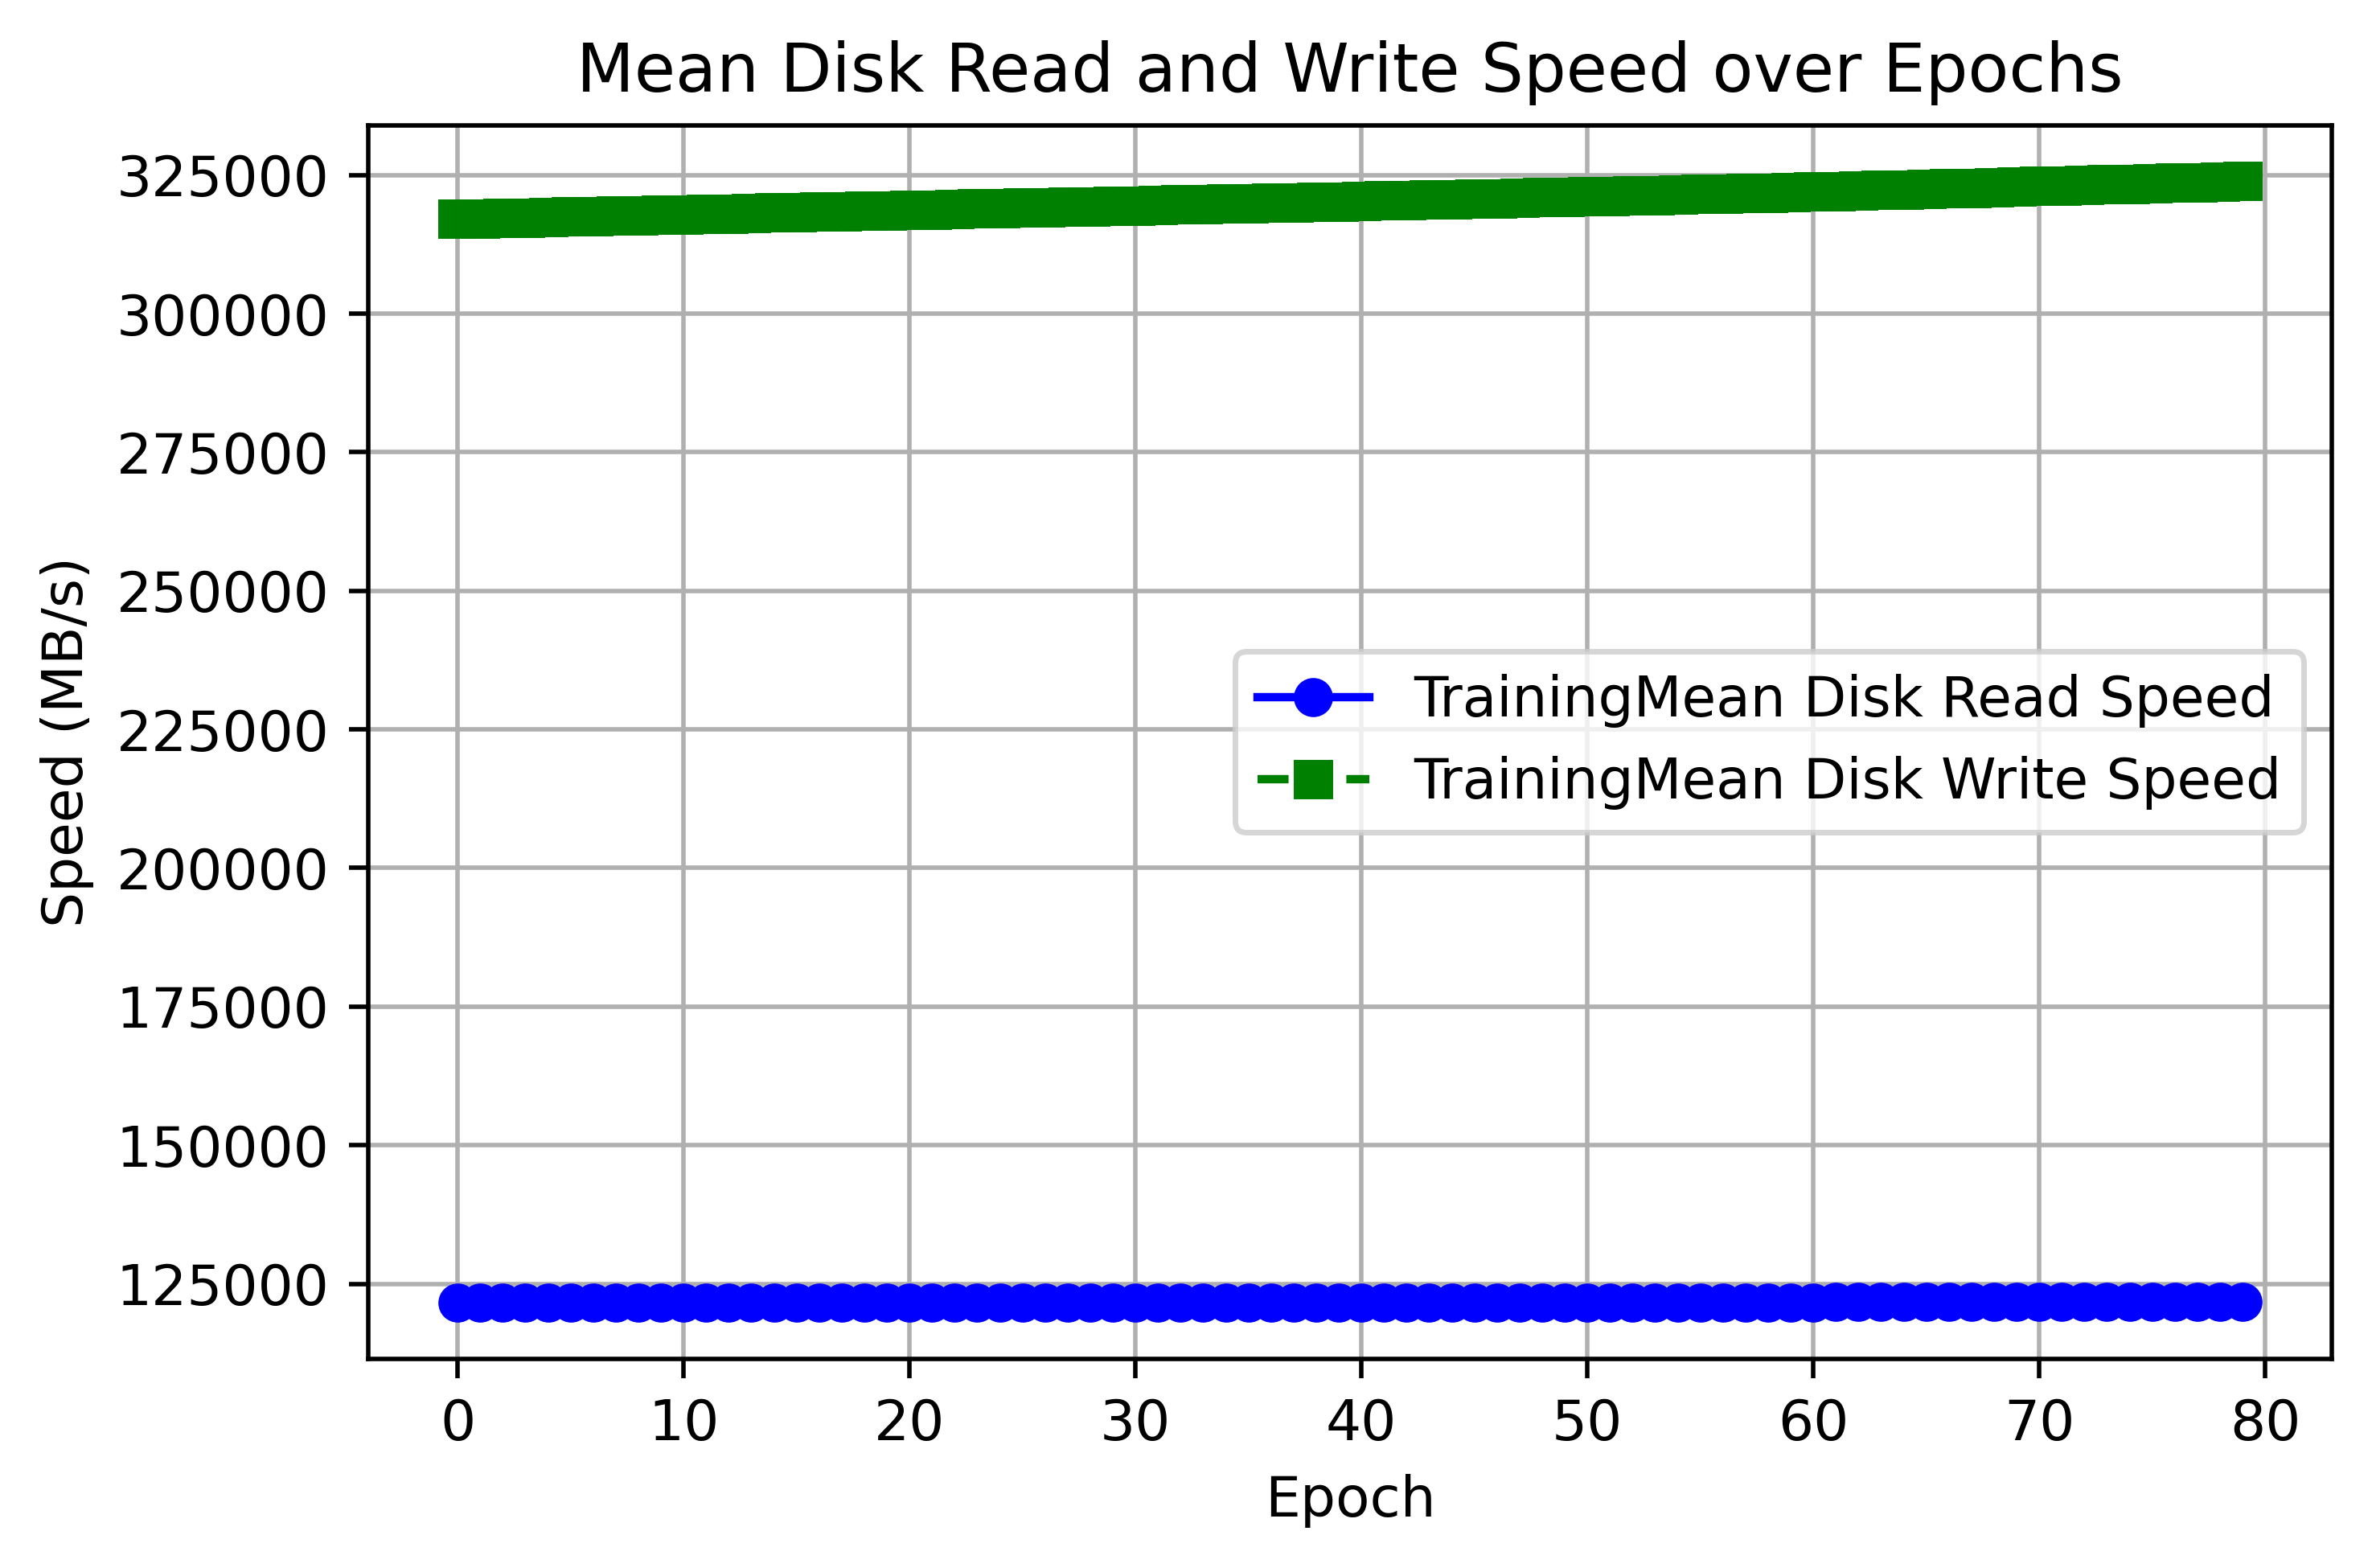 Mean Disk Read and Write Speed over Epochs
325000
300000
275000
250000
225000
200000
175000
150000
125000
Speed (MB/s)
TrainingMean Disk Read Speed
TrainingMean Disk Write Speed
0 10 20 30 40 50 60 70 80
Epoch